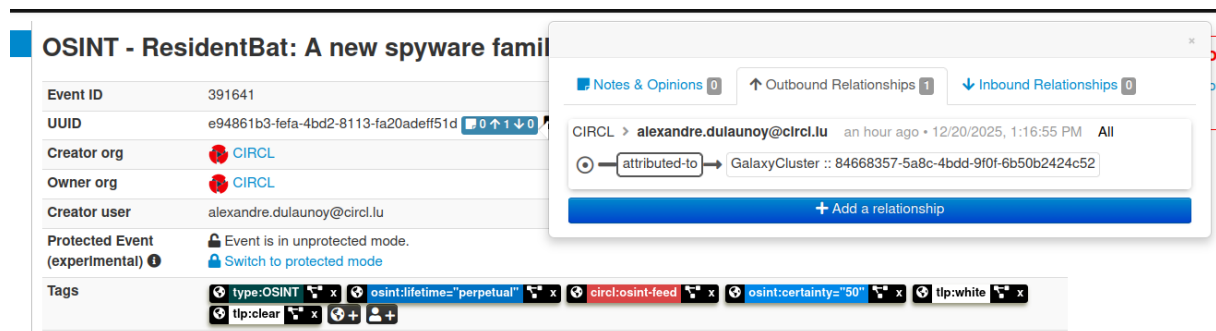 OSINT - ResidentBat: A new spyware famil
Event ID 391641
UUID e94861b3-fefa-4bd2-8113-fa20adeff51d 0 1 0
Creator org CIRCL
Owner org CIRCL
Creator user alexandre.dulaunoy@circl.lu
Protected Event (experimental) Event is in unprotected mode.
Switch to protected mode
Tags type:OSINT x osint:lifetime="perpetual" x circl:osint-feed x osint:certainty="50" x tlp:white x
tlp:clear x + +
×
Notes & Opinions 0 Outbound Relationships 1 Inbound Relationships 0
CIRCL > alexandre.dulaunoy@circl.lu an hour ago • 12/20/2025, 1:16:55 PM All
attributed-to GalaxyCluster :: 84668357-5a8c-4bdd-9f0f-6b50b2424c52
+ Add a relationship